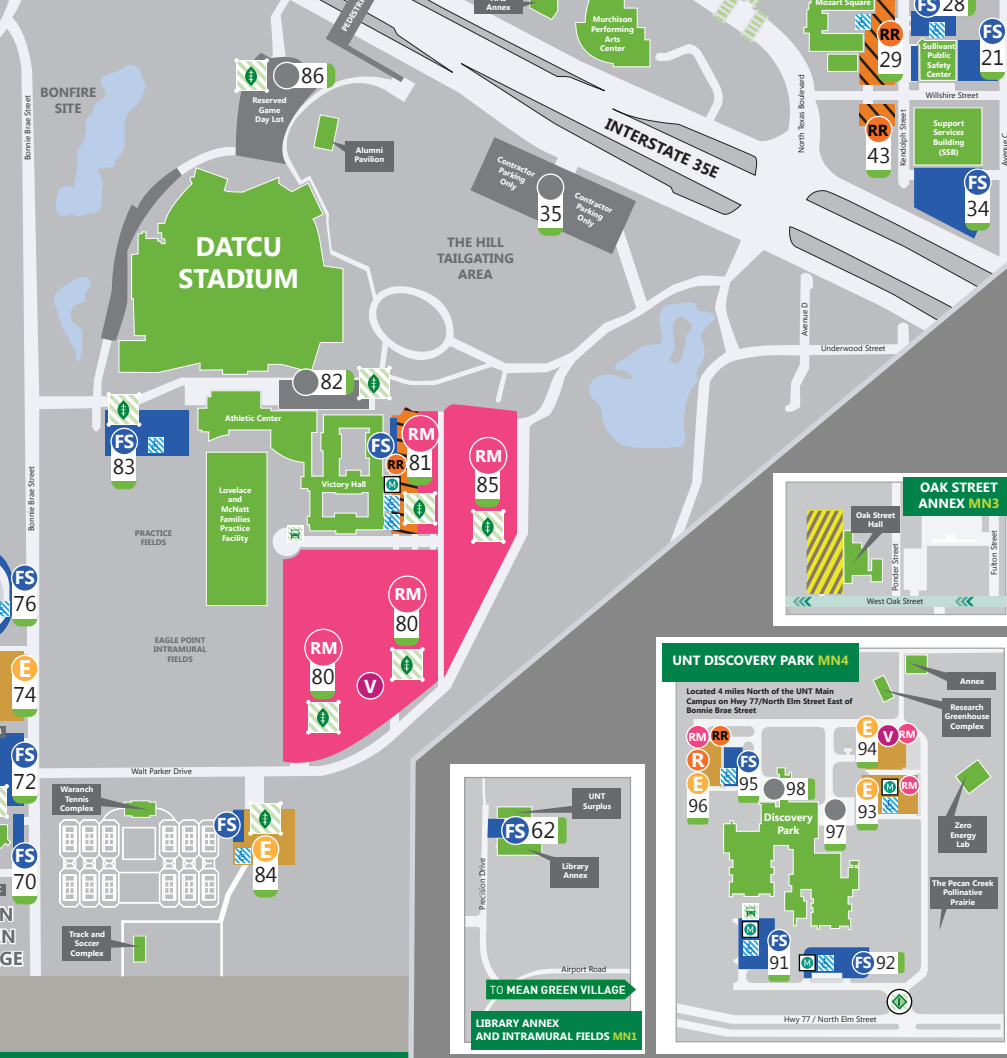 Annex
PEDESTR
Murchison
Performing
Arts
Center
Mozart Square
FS
28
RR
29
Sullivant
Public
Safety
Center
FS
21
Willshire Street
North Texas Boulevard
Kendolph Street
Avenue C
RR
43
Support
Services
Building
(SSB)
FS
34
BONFIRE
SITE
Bonnie Brae Street
86
Reserved
Game
Day Lot
Alumni
Pavilion
INTERSTATE 35E
Contractor
Parking
Only
35
Contractor
Parking
Only
DATCU
STADIUM
THE HILL
TAILGATING
AREA
Avenue D
Underwood Street
82
FS
83
Athletic Center
Victory Hall
FS
RR
M
RM
81
RM
85
Lovelace
and
McNatt
Families
Practice
Facility
PRACTICE
FIELDS
Bonnie Brae Street
EAGLE POINT
INTRAMURAL
FIELDS
RM
80
RM
80
V
FS
76
E
74
FS
72
FS
70
N
N
GE
Walt Parker Drive
Waranch
Tennis
Complex
FS
E
84
Track and
Soccer
Complex
OAK STREET
ANNEX MN3
Oak Street
Hall
Ponder Street
Fulton Street
West Oak Street
UNT DISCOVERY PARK MN4
Located 4 miles North of the UNT Main
Campus on Hwy 77/North Elm Street East of
Bonnie Brae Street
Annex
Research
Greenhouse
Complex
RM
RR
R
E
96
FS
95
98
97
E
94
V
RM
E
93
M
RM
Discovery
Park
Zero
Energy
Lab
The Pecan Creek
Pollinative
Prairie
M
FS
91
M
FS
92
Hwy 77 / North Elm Street
UNT
Surplus
FS
62
Library
Annex
Precision Drive
Airport Road
TO MEAN GREEN VILLAGE
LIBRARY ANNEX
AND INTRAMURAL FIELDS MN1